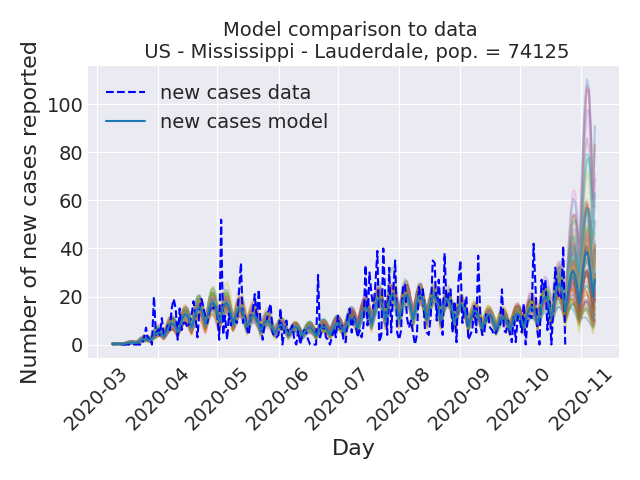 Model comparison to data
US - Mississippi - Lauderdale, pop. = 74125
Number of new cases reported
new cases data
new cases model
100
80
60
40
20
0
2020-03
2020-04
2020-05
2020-06
2020-07
2020-08
2020-09
2020-10
2020-11
Day